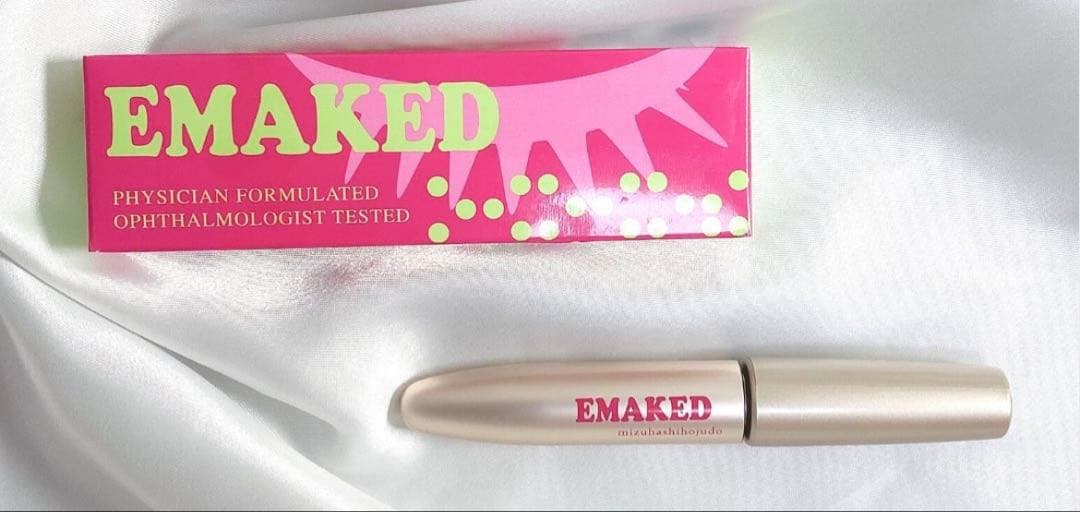 EMAKED
PHYSICIAN FORMULATED
OPHTHALMOLOGIST TESTED
EMAKED
mizuhashihojudo